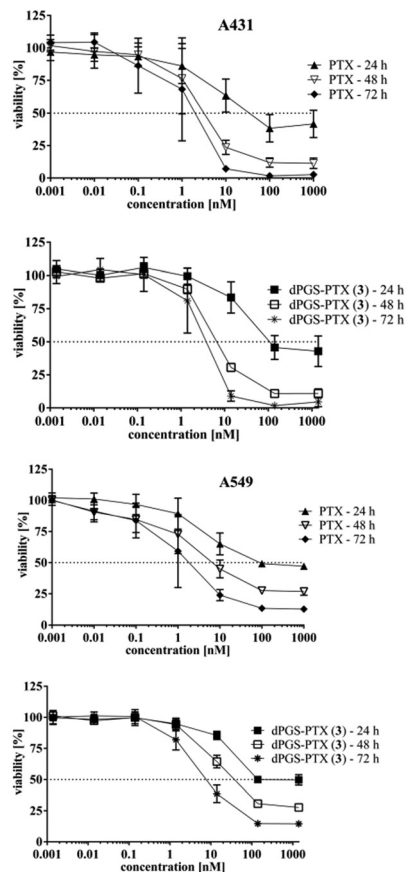 A431
125
100
75
50
25
0
viability [%]
PTX - 24 h
PTX - 48 h
PTX - 72 h
0.001 0.01 0.1 1 10 100 1000
concentration [nM]
125
100
75
50
25
0
viability [%]
dPGS-PTX (3) - 24 h
dPGS-PTX (3) - 48 h
dPGS-PTX (3) - 72 h
0.001 0.01 0.1 1 10 100 1000
concentration [nM]
A549
125
100
75
50
25
0
viability [%]
PTX - 24 h
PTX - 48 h
PTX - 72 h
0.001 0.01 0.1 1 10 100 1000
concentration [nM]
125
100
75
50
25
0
viability [%]
dPGS-PTX (3) - 24 h
dPGS-PTX (3) - 48 h
dPGS-PTX (3) - 72 h
0.001 0.01 0.1 1 10 100 1000
concentration [nM]